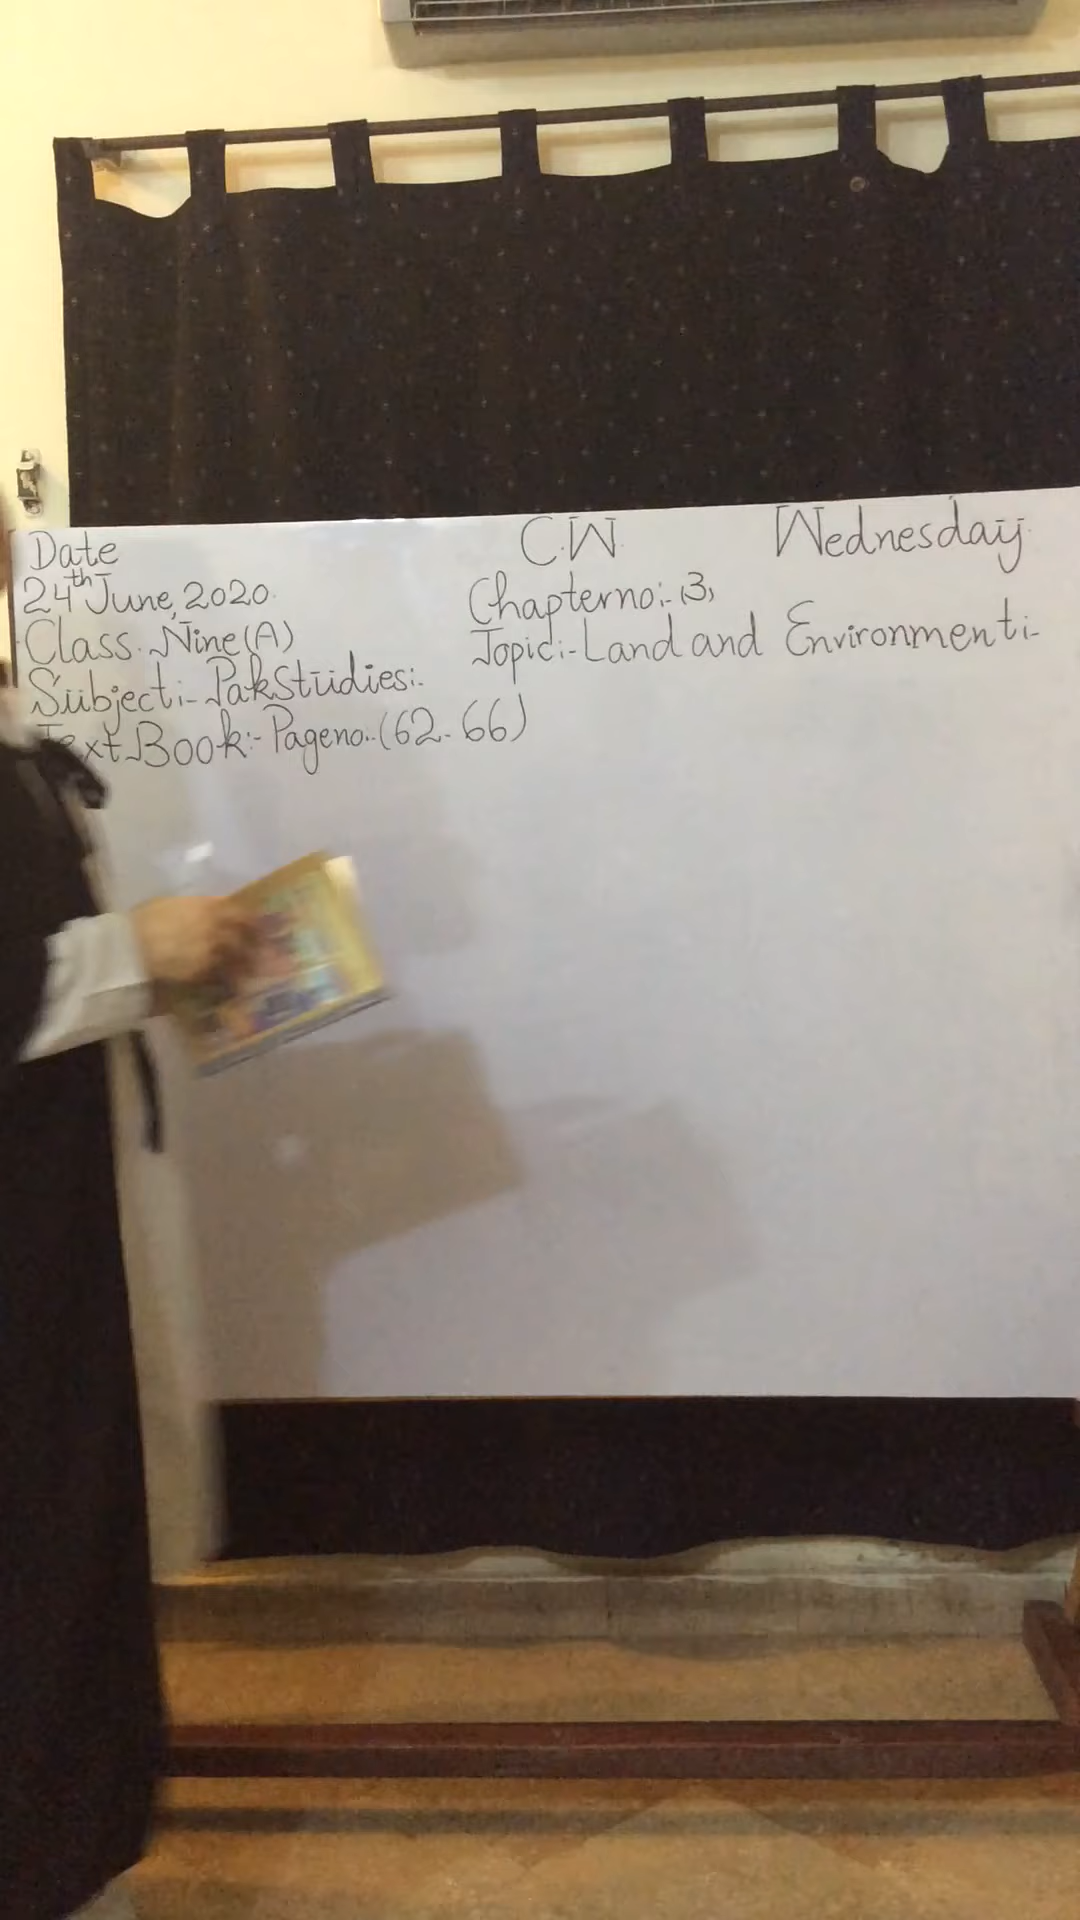 Date C.W. Wednesday
24th June, 2020.
Chapter no:- 3,
Class. Nine (A)
Topic:- Land and Environment:-
Subject:- Pak Studies:.
Text Book:- Page no:. (62-66)